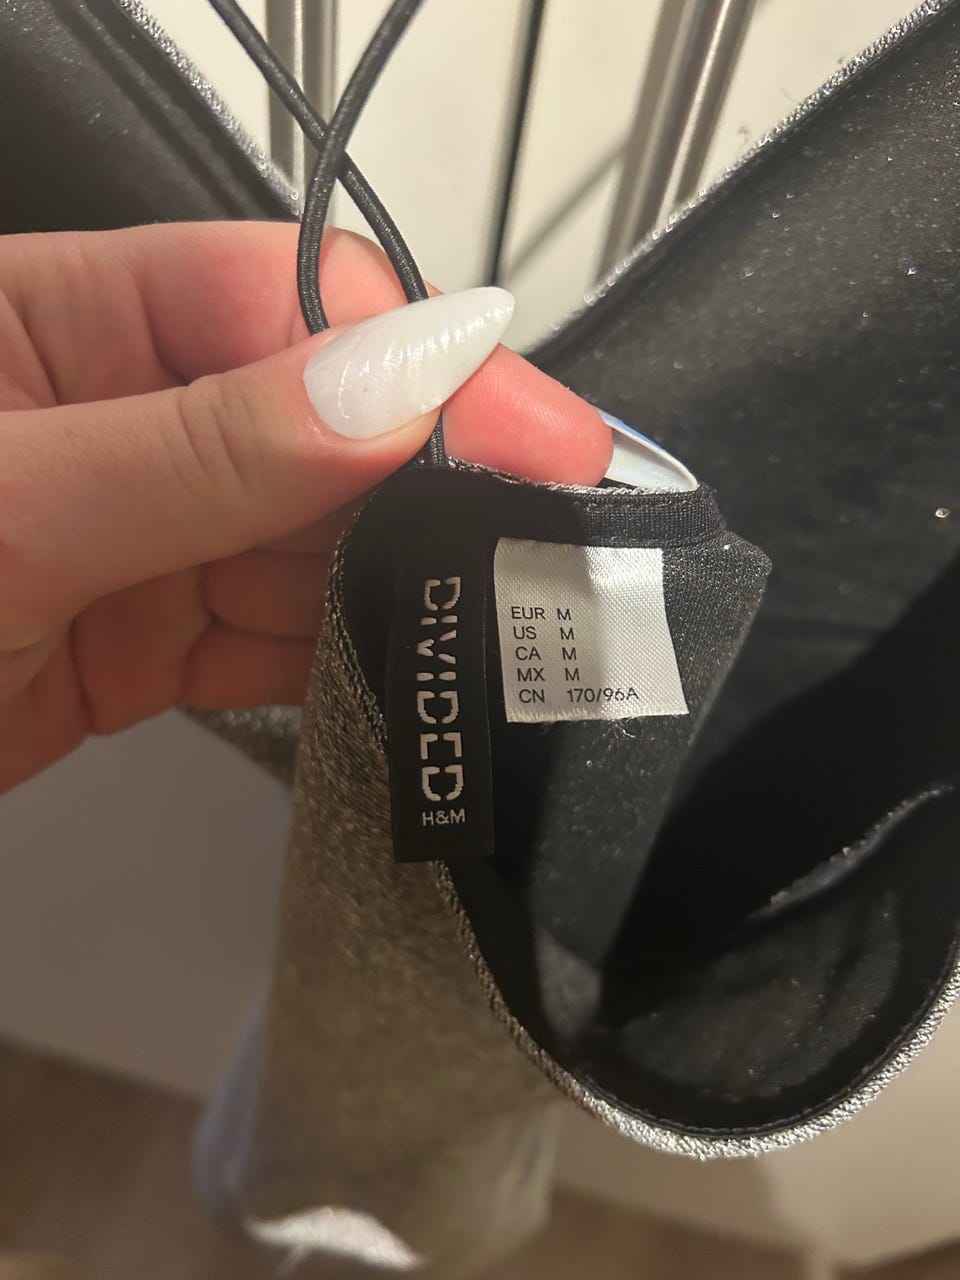 DIVIDED
H&M
EUR M
US M
CA M
MX M
CN 170/96A